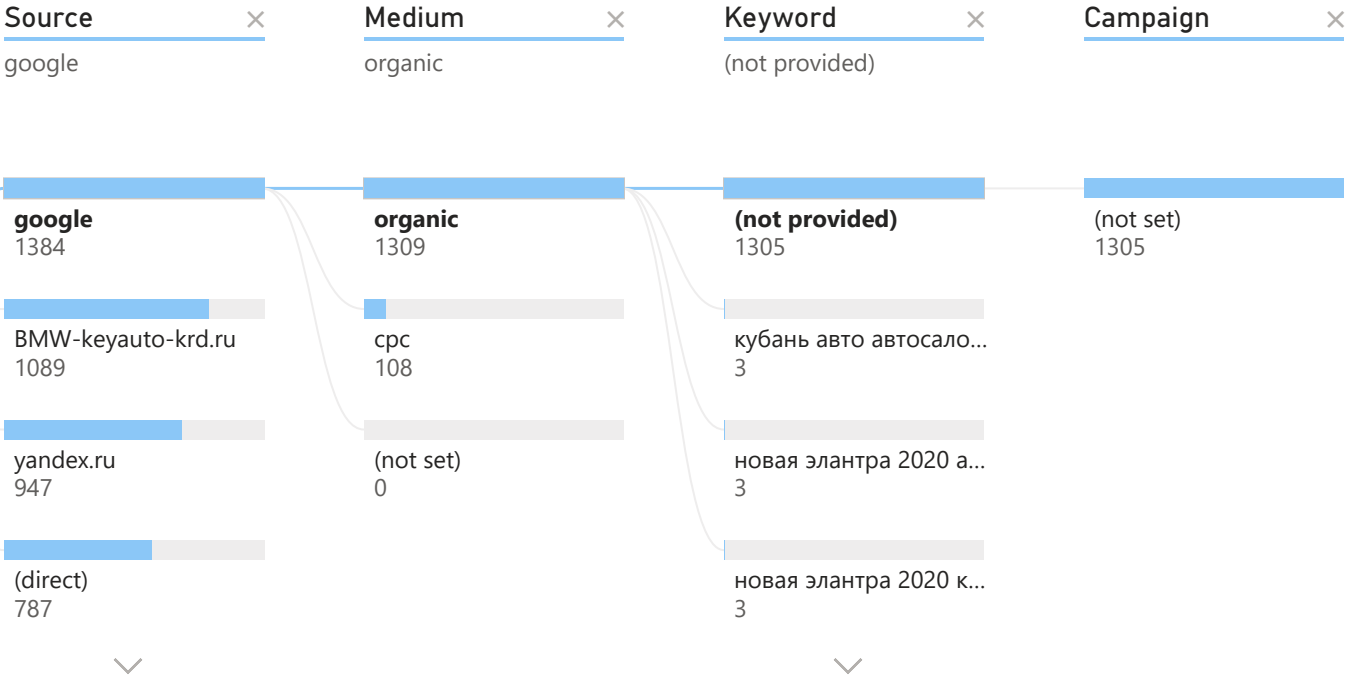 Source
Medium
Keyword
Campaign
google
organic
(not provided)
google
1384
organic
1309
(not provided)
1305
(not set)
1305
BMW-keyauto-krd.ru
1089
cpc
108
кубань авто автосало...
3
yandex.ru
947
(not set)
0
новая элантра 2020 а...
3
(direct)
787
новая элантра 2020 к...
3